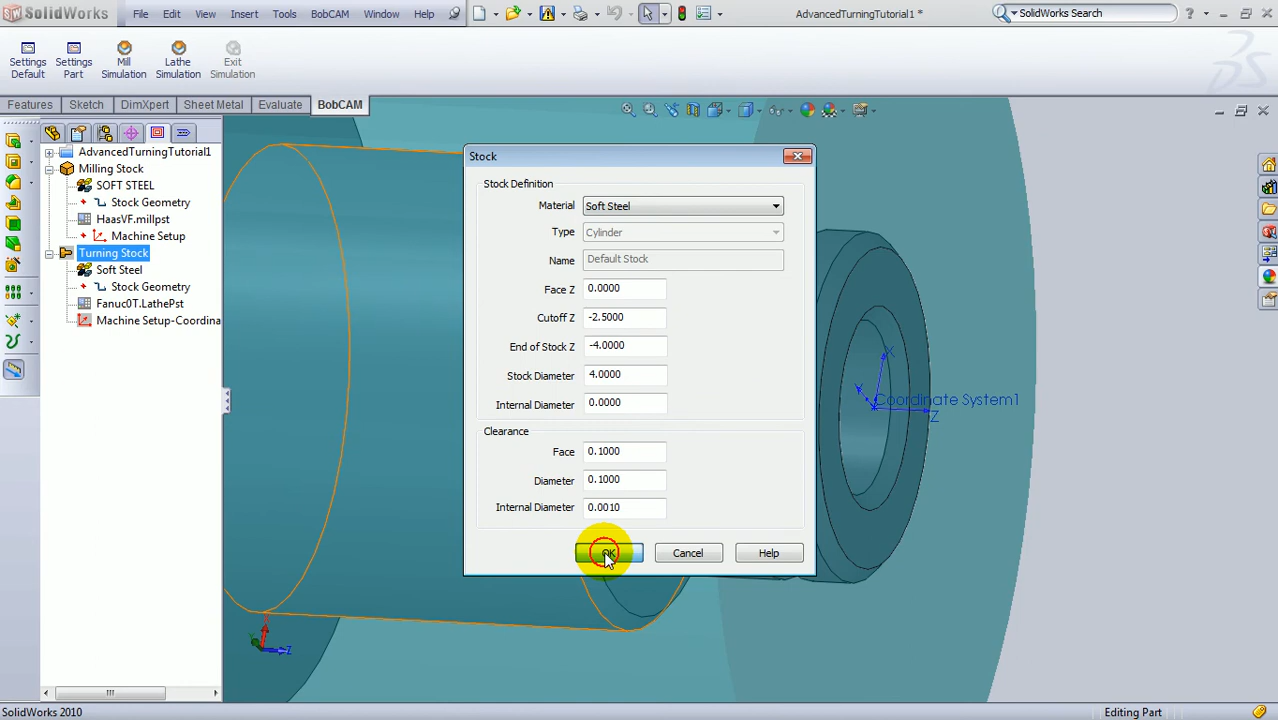 SolidWorks
File Edit View Insert Tools BobCAM Window Help
AdvancedTurningTutorial1 *
SolidWorks Search
Settings Default
Settings Part
Mill Simulation
Lathe Simulation
Exit Simulation
Features Sketch DimXpert Sheet Metal Evaluate BobCAM
AdvancedTurningTutorial1
Milling Stock
SOFT STEEL
Stock Geometry
HaasVF.millpst
Machine Setup
Turning Stock
Soft Steel
Stock Geometry
Fanuc0T.LathePst
Machine Setup-Coordina
Stock
Stock Definition
Material Soft Steel
Type Cylinder
Name Default Stock
Face Z 0.0000
Cutoff Z -2.5000
End of Stock Z -4.0000
Stock Diameter 4.0000
Internal Diameter 0.0000
Clearance
Face 0.1000
Diameter 0.1000
Internal Diameter 0.0010
OK Cancel Help
X
Y
Coordinate System1
Z
Y
Z
SolidWorks 2010
Editing Part